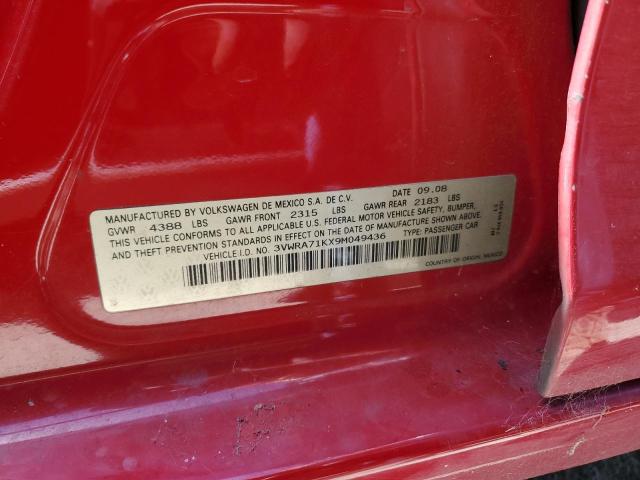 MANUFACTURED BY VOLKSWAGEN DE MEXICO S.A. DE C.V. DATE 09.08
GVWR 4388 LBS GAWR FRONT 2315 LBS GAWR REAR 2183 LBS
THIS VEHICLE CONFORMS TO ALL APPLICABLE U.S. FEDERAL MOTOR VEHICLE SAFETY, BUMPER,
AND THEFT PREVENTION STANDARDS IN EFFECT ON THE DATE OF MANUFACTURE SHOWN ABOVE.
VEHICLE I.D. NO. 3VWRA71KX9M049436 TYPE: PASSENGER CAR
COUNTRY OF ORIGIN: MEXICO